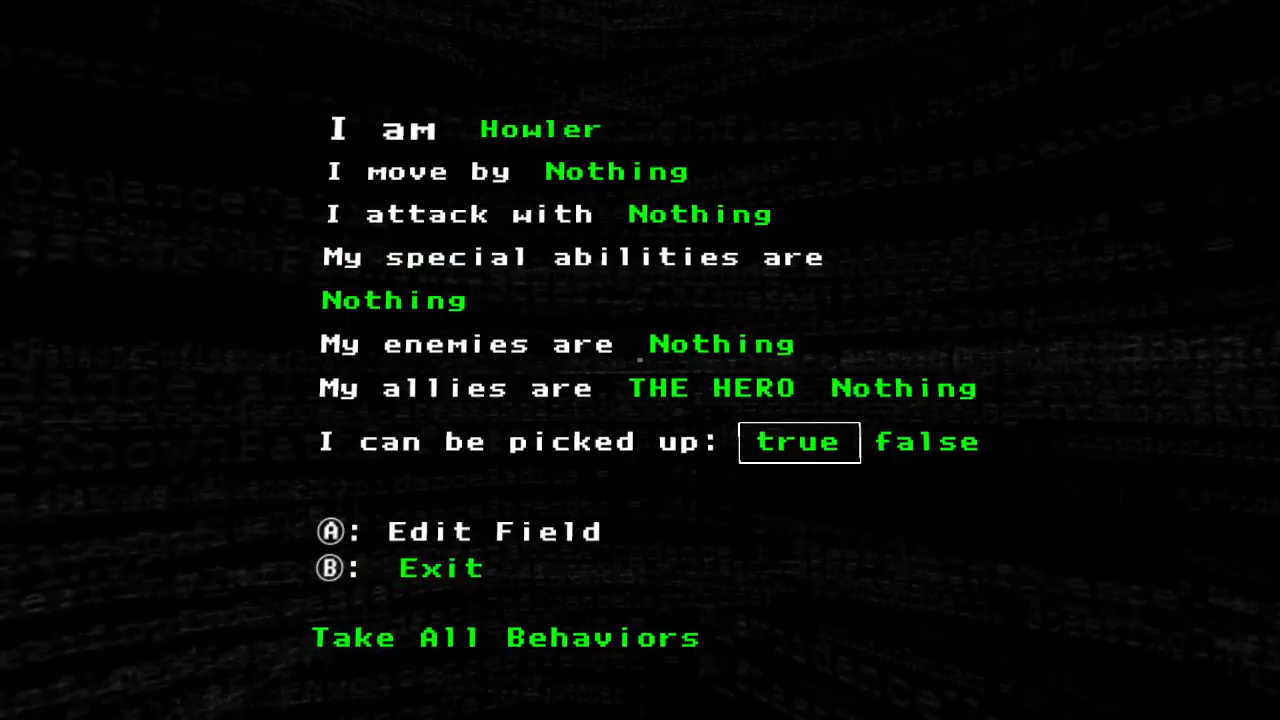 I am Howler
I move by Nothing
I attack with Nothing
My special abilities are
Nothing
My enemies are Nothing
My allies are THE HERO Nothing
I can be picked up: true false
Ⓐ: Edit Field
Ⓑ: Exit
Take All Behaviors